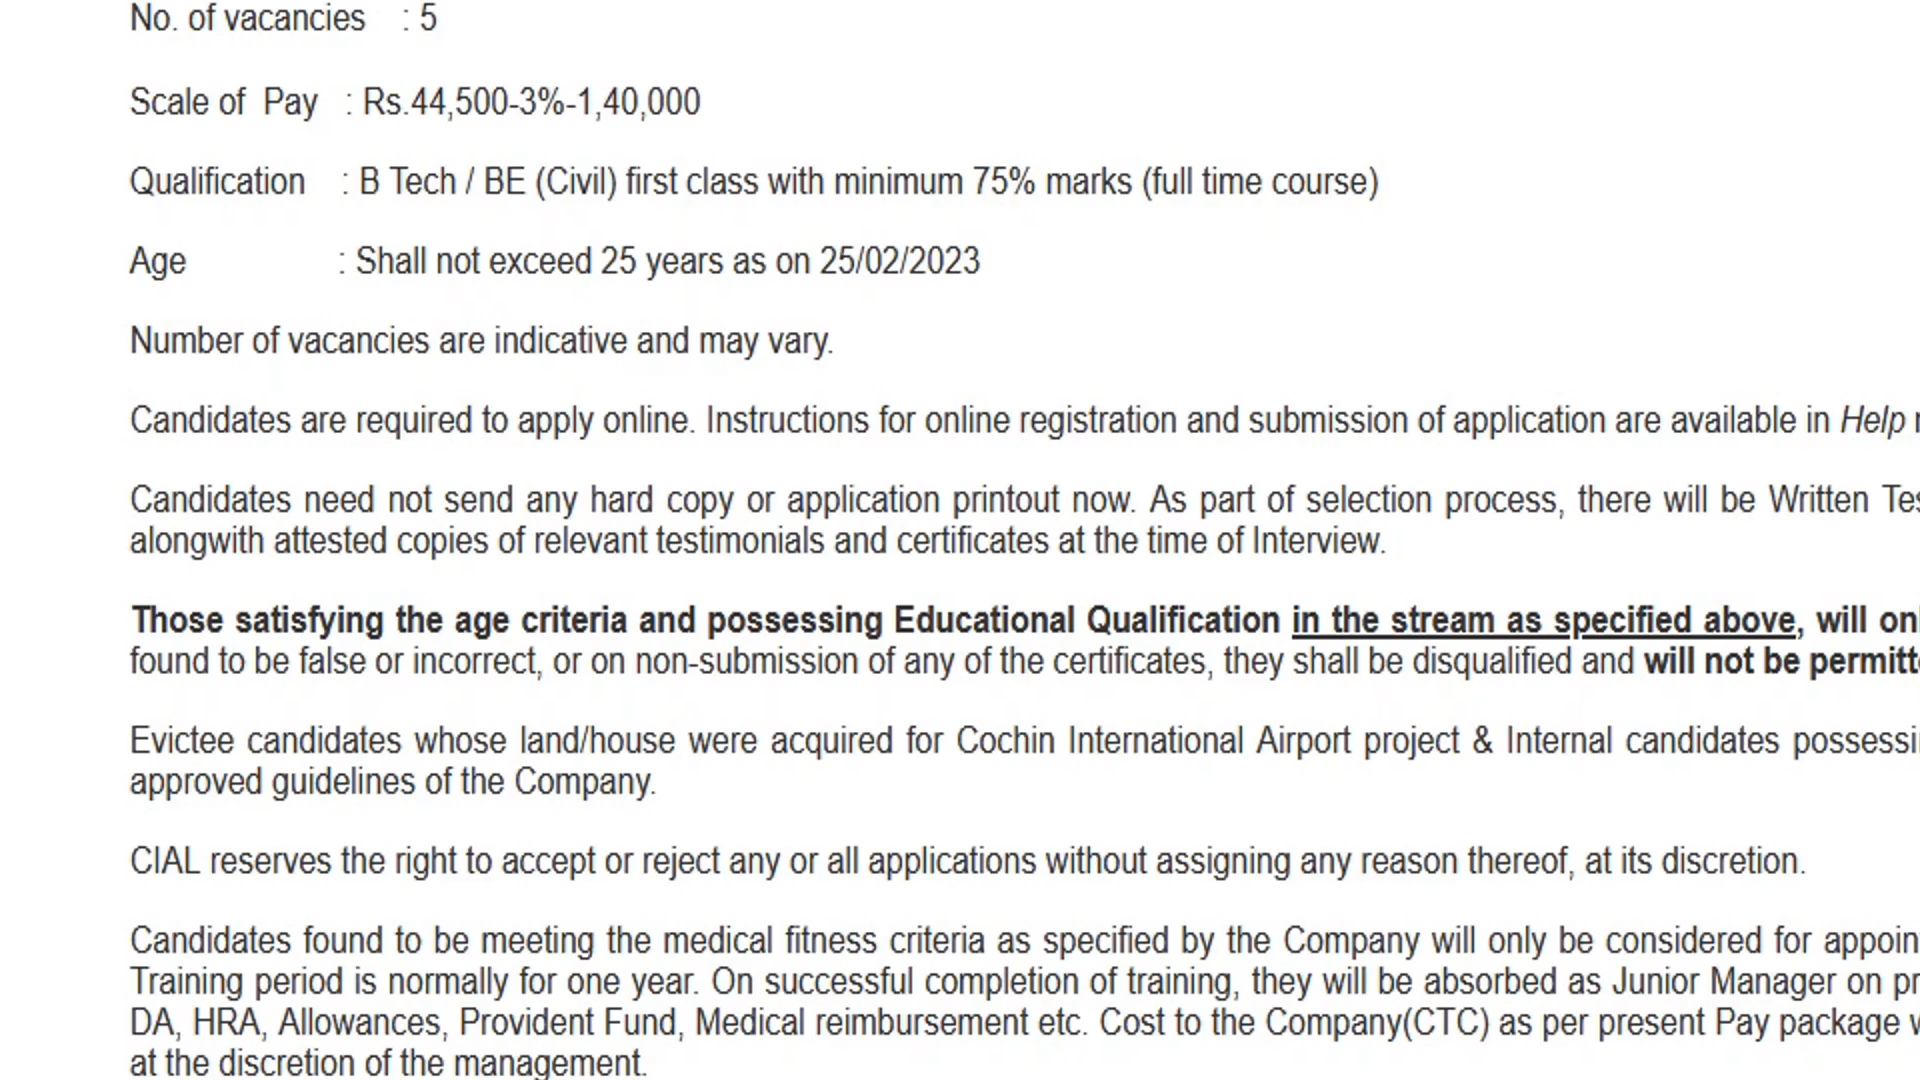 No. of vacancies : 5
Scale of Pay : Rs.44,500-3%-1,40,000
Qualification : B Tech / BE (Civil) first class with minimum 75% marks (full time course)
Age : Shall not exceed 25 years as on 25/02/2023
Number of vacancies are indicative and may vary.
Candidates are required to apply online. Instructions for online registration and submission of application are available in Help
Candidates need not send any hard copy or application printout now. As part of selection process, there will be Written
alongwith attested copies of relevant testimonials and certificates at the time of Interview.
Those satisfying the age criteria and possessing Educational Qualification in the stream as specified above, will
found to be false or incorrect, or on non-submission of any of the certificates, they shall be disqualified and will not be
Evictee candidates whose land/house were acquired for Cochin International Airport project & Internal candidates
approved guidelines of the Company.
CIAL reserves the right to accept or reject any or all applications without assigning any reason thereof, at its discretion.
Candidates found to be meeting the medical fitness criteria as specified by the Company will only be considered for
Training period is normally for one year. On successful completion of training, they will be absorbed as Junior Manager on
DA, HRA, Allowances, Provident Fund, Medical reimbursement etc. Cost to the Company(CTC) as per present Pay package
at the discretion of the management.